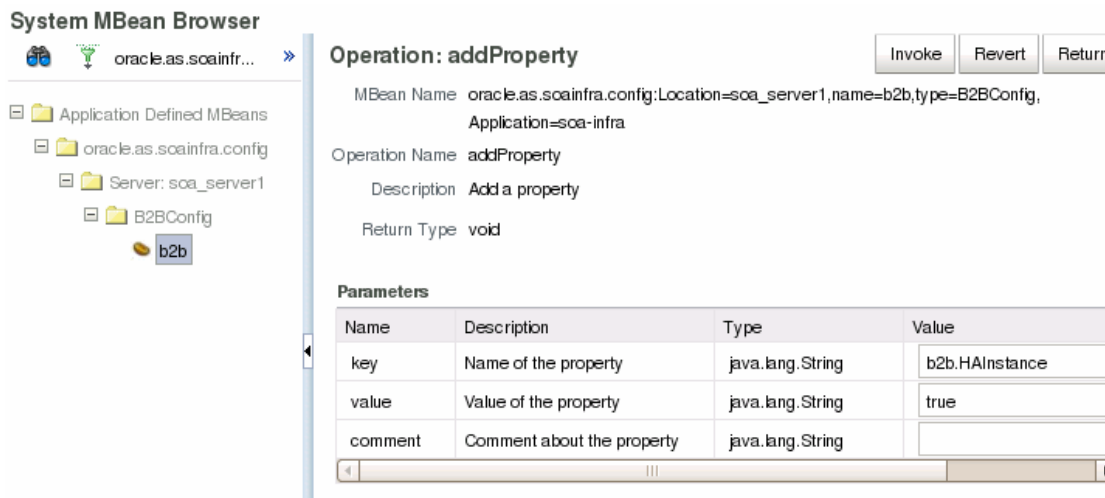 System MBean Browser
oracle.as.soainfr... »
Application Defined MBeans
oracle.as.soainfra.config
Server: soa_server1
B2BConfig
b2b
Operation: addProperty
Invoke Revert Return
MBean Name oracle.as.soainfra.config:Location=soa_server1,name=b2b,type=B2BConfig,
Application=soa-infra
Operation Name addProperty
Description Add a property
Return Type void
Parameters
Name Description Type Value
key Name of the property java.lang.String b2b.HAInstance
value Value of the property java.lang.String true
comment Comment about the property java.lang.String